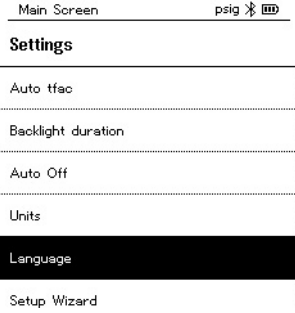 Main Screen psig
Settings
Auto tfac
Backlight duration
Auto Off
Units
Language
Setup Wizard